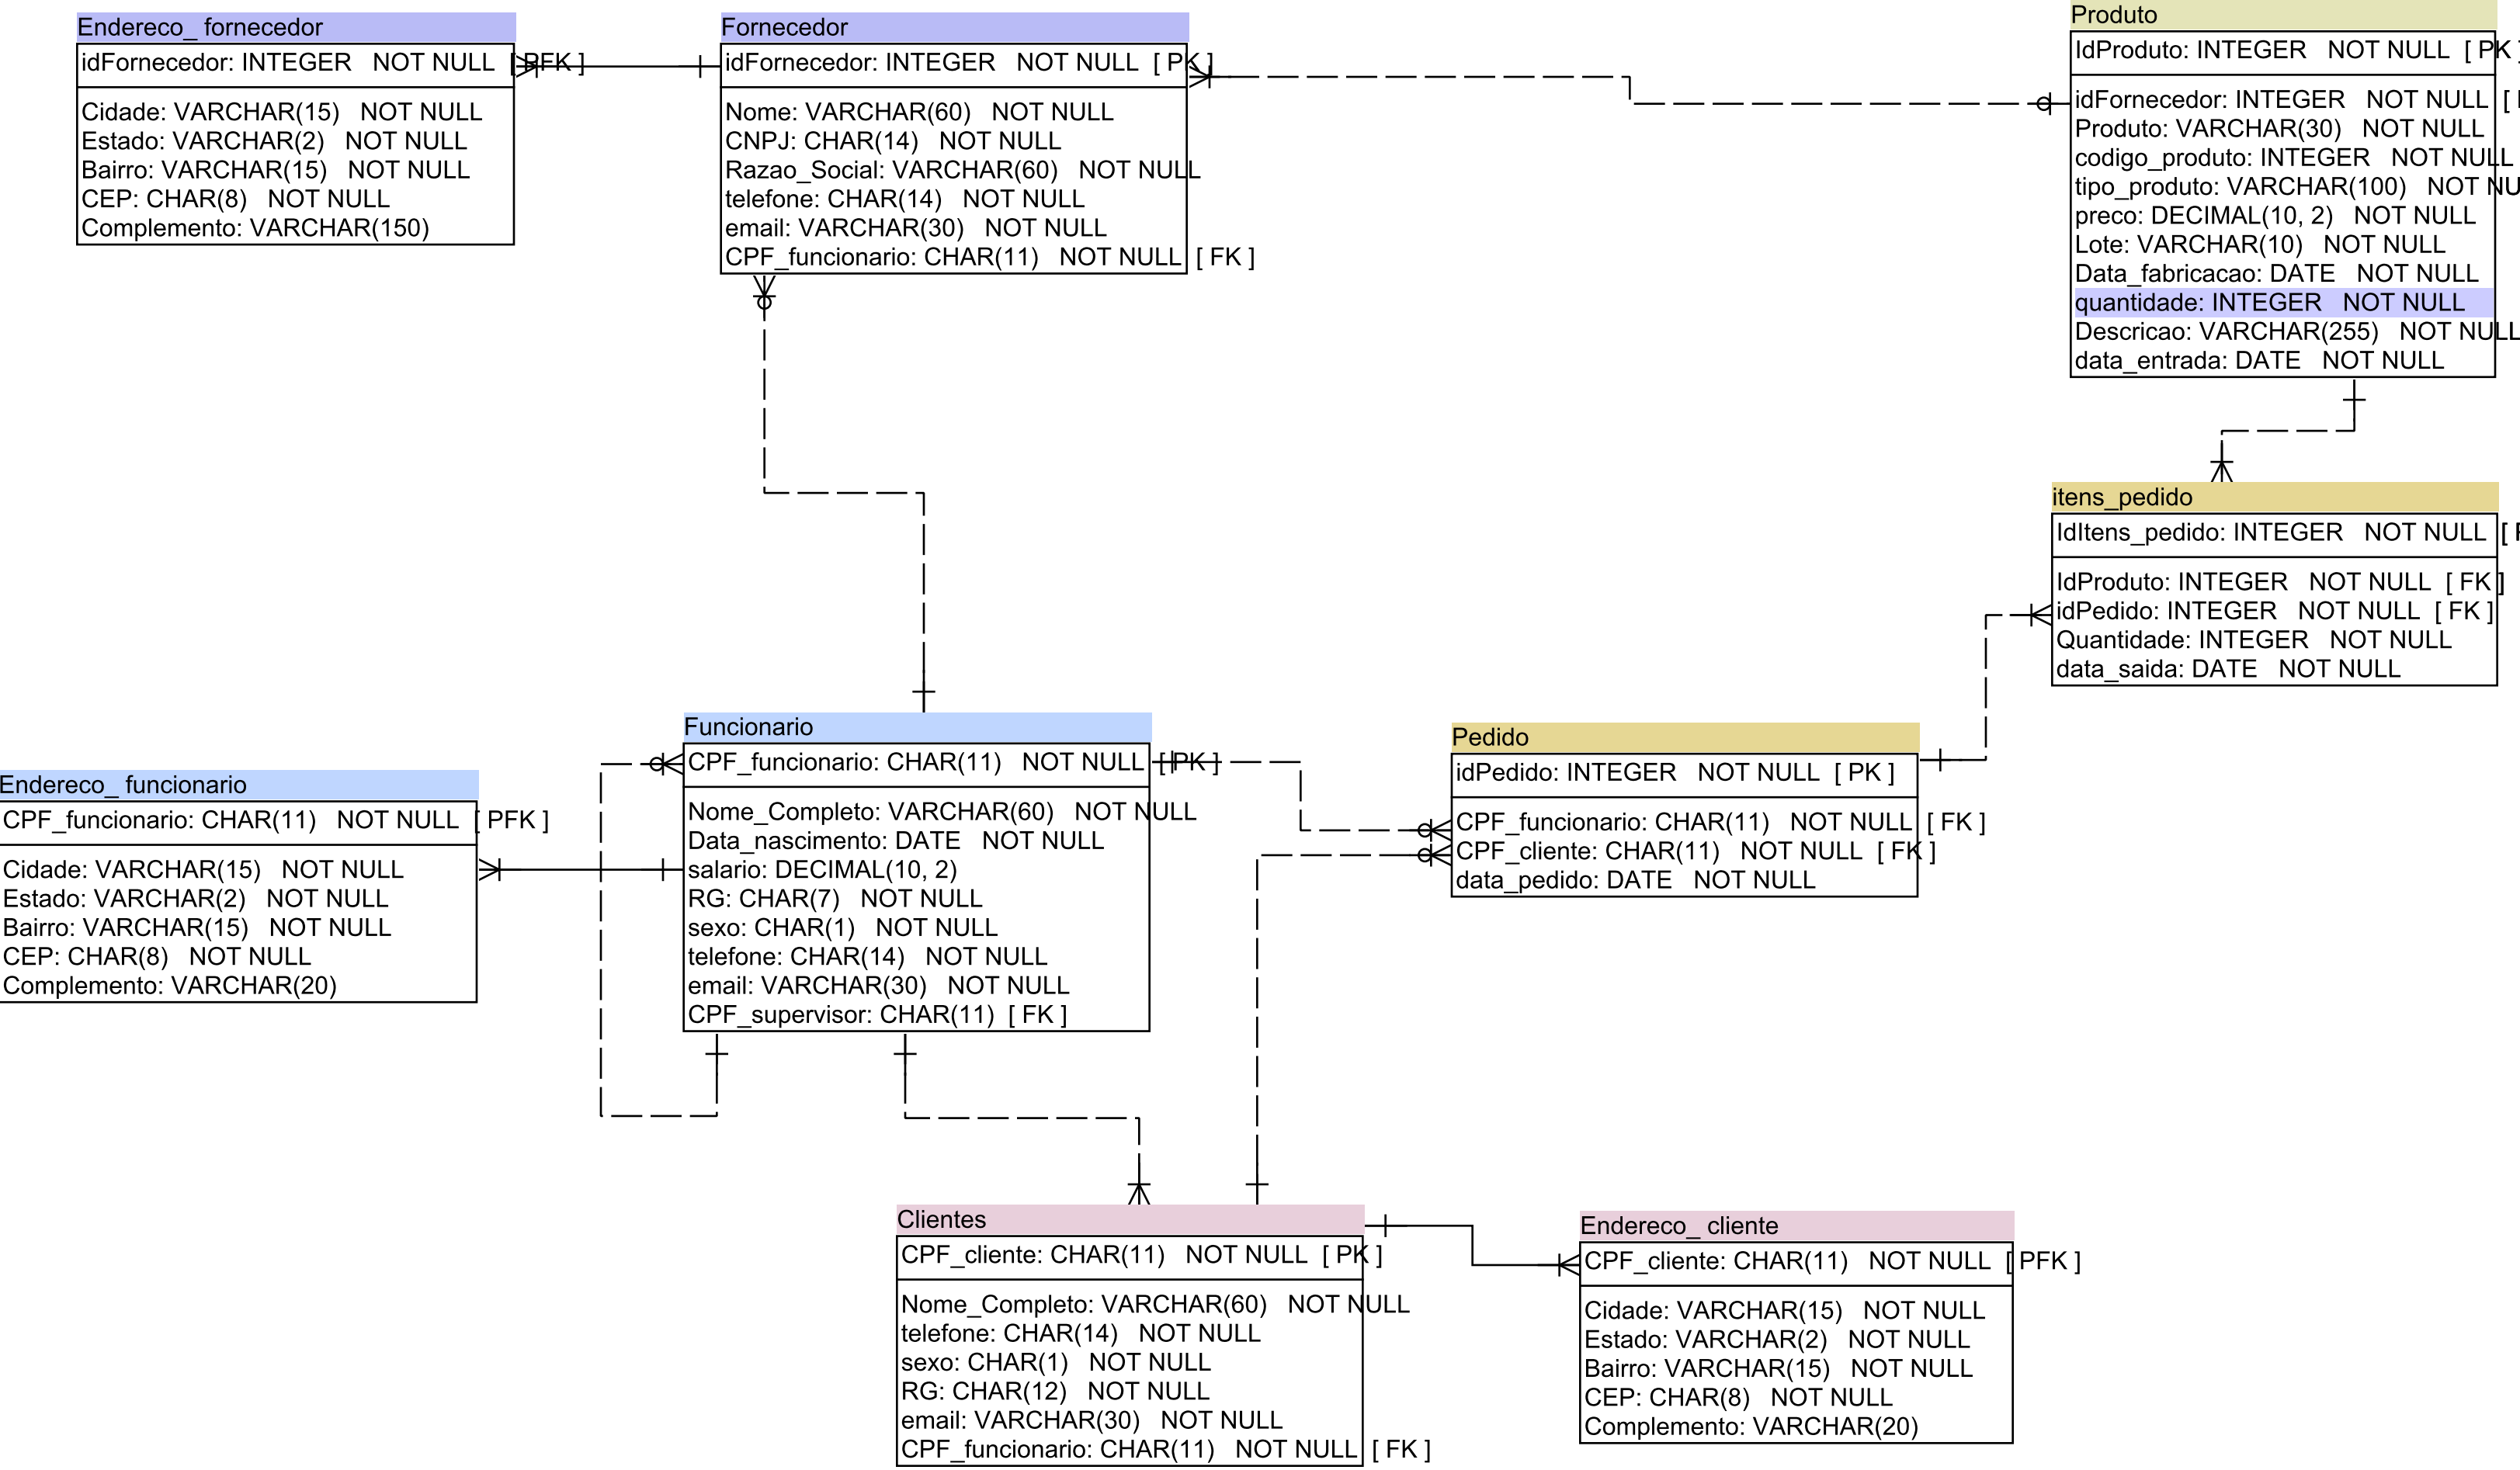 Endereco_ fornecedor
idFornecedor: INTEGER NOT NULL [ PFK ]
Cidade: VARCHAR(15) NOT NULL
Estado: VARCHAR(2) NOT NULL
Bairro: VARCHAR(15) NOT NULL
CEP: CHAR(8) NOT NULL
Complemento: VARCHAR(150)
Fornecedor
idFornecedor: INTEGER NOT NULL [ PK ]
Nome: VARCHAR(60) NOT NULL
CNPJ: CHAR(14) NOT NULL
Razao_Social: VARCHAR(60) NOT NULL
telefone: CHAR(14) NOT NULL
email: VARCHAR(30) NOT NULL
CPF_funcionario: CHAR(11) NOT NULL [ FK ]
Produto
IdProduto: INTEGER NOT NULL [ PK
idFornecedor: INTEGER NOT NULL [
Produto: VARCHAR(30) NOT NULL
codigo_produto: INTEGER NOT NULL
tipo_produto: VARCHAR(100) NOT NU
preco: DECIMAL(10, 2) NOT NULL
Lote: VARCHAR(10) NOT NULL
Data_fabricacao: DATE NOT NULL
quantidade: INTEGER NOT NULL
Descricao: VARCHAR(255) NOT NULL
data_entrada: DATE NOT NULL
itens_pedido
IdItens_pedido: INTEGER NOT NULL [
IdProduto: INTEGER NOT NULL [ FK ]
idPedido: INTEGER NOT NULL [ FK ]
Quantidade: INTEGER NOT NULL
data_saida: DATE NOT NULL
Funcionario
CPF_funcionario: CHAR(11) NOT NULL [ PK ]
Nome_Completo: VARCHAR(60) NOT NULL
Data_nascimento: DATE NOT NULL
salario: DECIMAL(10, 2)
RG: CHAR(7) NOT NULL
sexo: CHAR(1) NOT NULL
telefone: CHAR(14) NOT NULL
email: VARCHAR(30) NOT NULL
CPF_supervisor: CHAR(11) [ FK ]
Pedido
idPedido: INTEGER NOT NULL [ PK ]
CPF_funcionario: CHAR(11) NOT NULL [ FK ]
CPF_cliente: CHAR(11) NOT NULL [ FK ]
data_pedido: DATE NOT NULL
Endereco_ funcionario
CPF_funcionario: CHAR(11) NOT NULL [ PFK ]
Cidade: VARCHAR(15) NOT NULL
Estado: VARCHAR(2) NOT NULL
Bairro: VARCHAR(15) NOT NULL
CEP: CHAR(8) NOT NULL
Complemento: VARCHAR(20)
Clientes
CPF_cliente: CHAR(11) NOT NULL [ PK ]
Nome_Completo: VARCHAR(60) NOT NULL
telefone: CHAR(14) NOT NULL
sexo: CHAR(1) NOT NULL
RG: CHAR(12) NOT NULL
email: VARCHAR(30) NOT NULL
CPF_funcionario: CHAR(11) NOT NULL [ FK ]
Endereco_ cliente
CPF_cliente: CHAR(11) NOT NULL [ PFK ]
Cidade: VARCHAR(15) NOT NULL
Estado: VARCHAR(2) NOT NULL
Bairro: VARCHAR(15) NOT NULL
CEP: CHAR(8) NOT NULL
Complemento: VARCHAR(20)